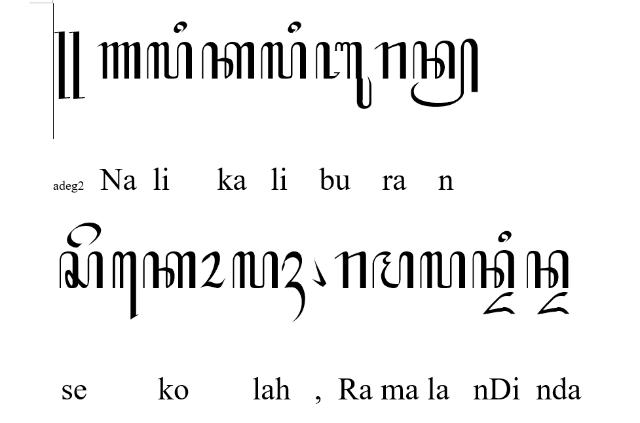 ꧋ꦤꦭꦶꦏꦭꦶꦧꦸꦫꦤ꧀
adeg2 Na li ka li bu ra n
ꦱꦼꦏꦺꦴꦭꦃ꧈ꦫꦩꦭꦤ꧀ꦢꦶꦤ꧀ꦢ
se ko lah , Ra ma la nDi nda